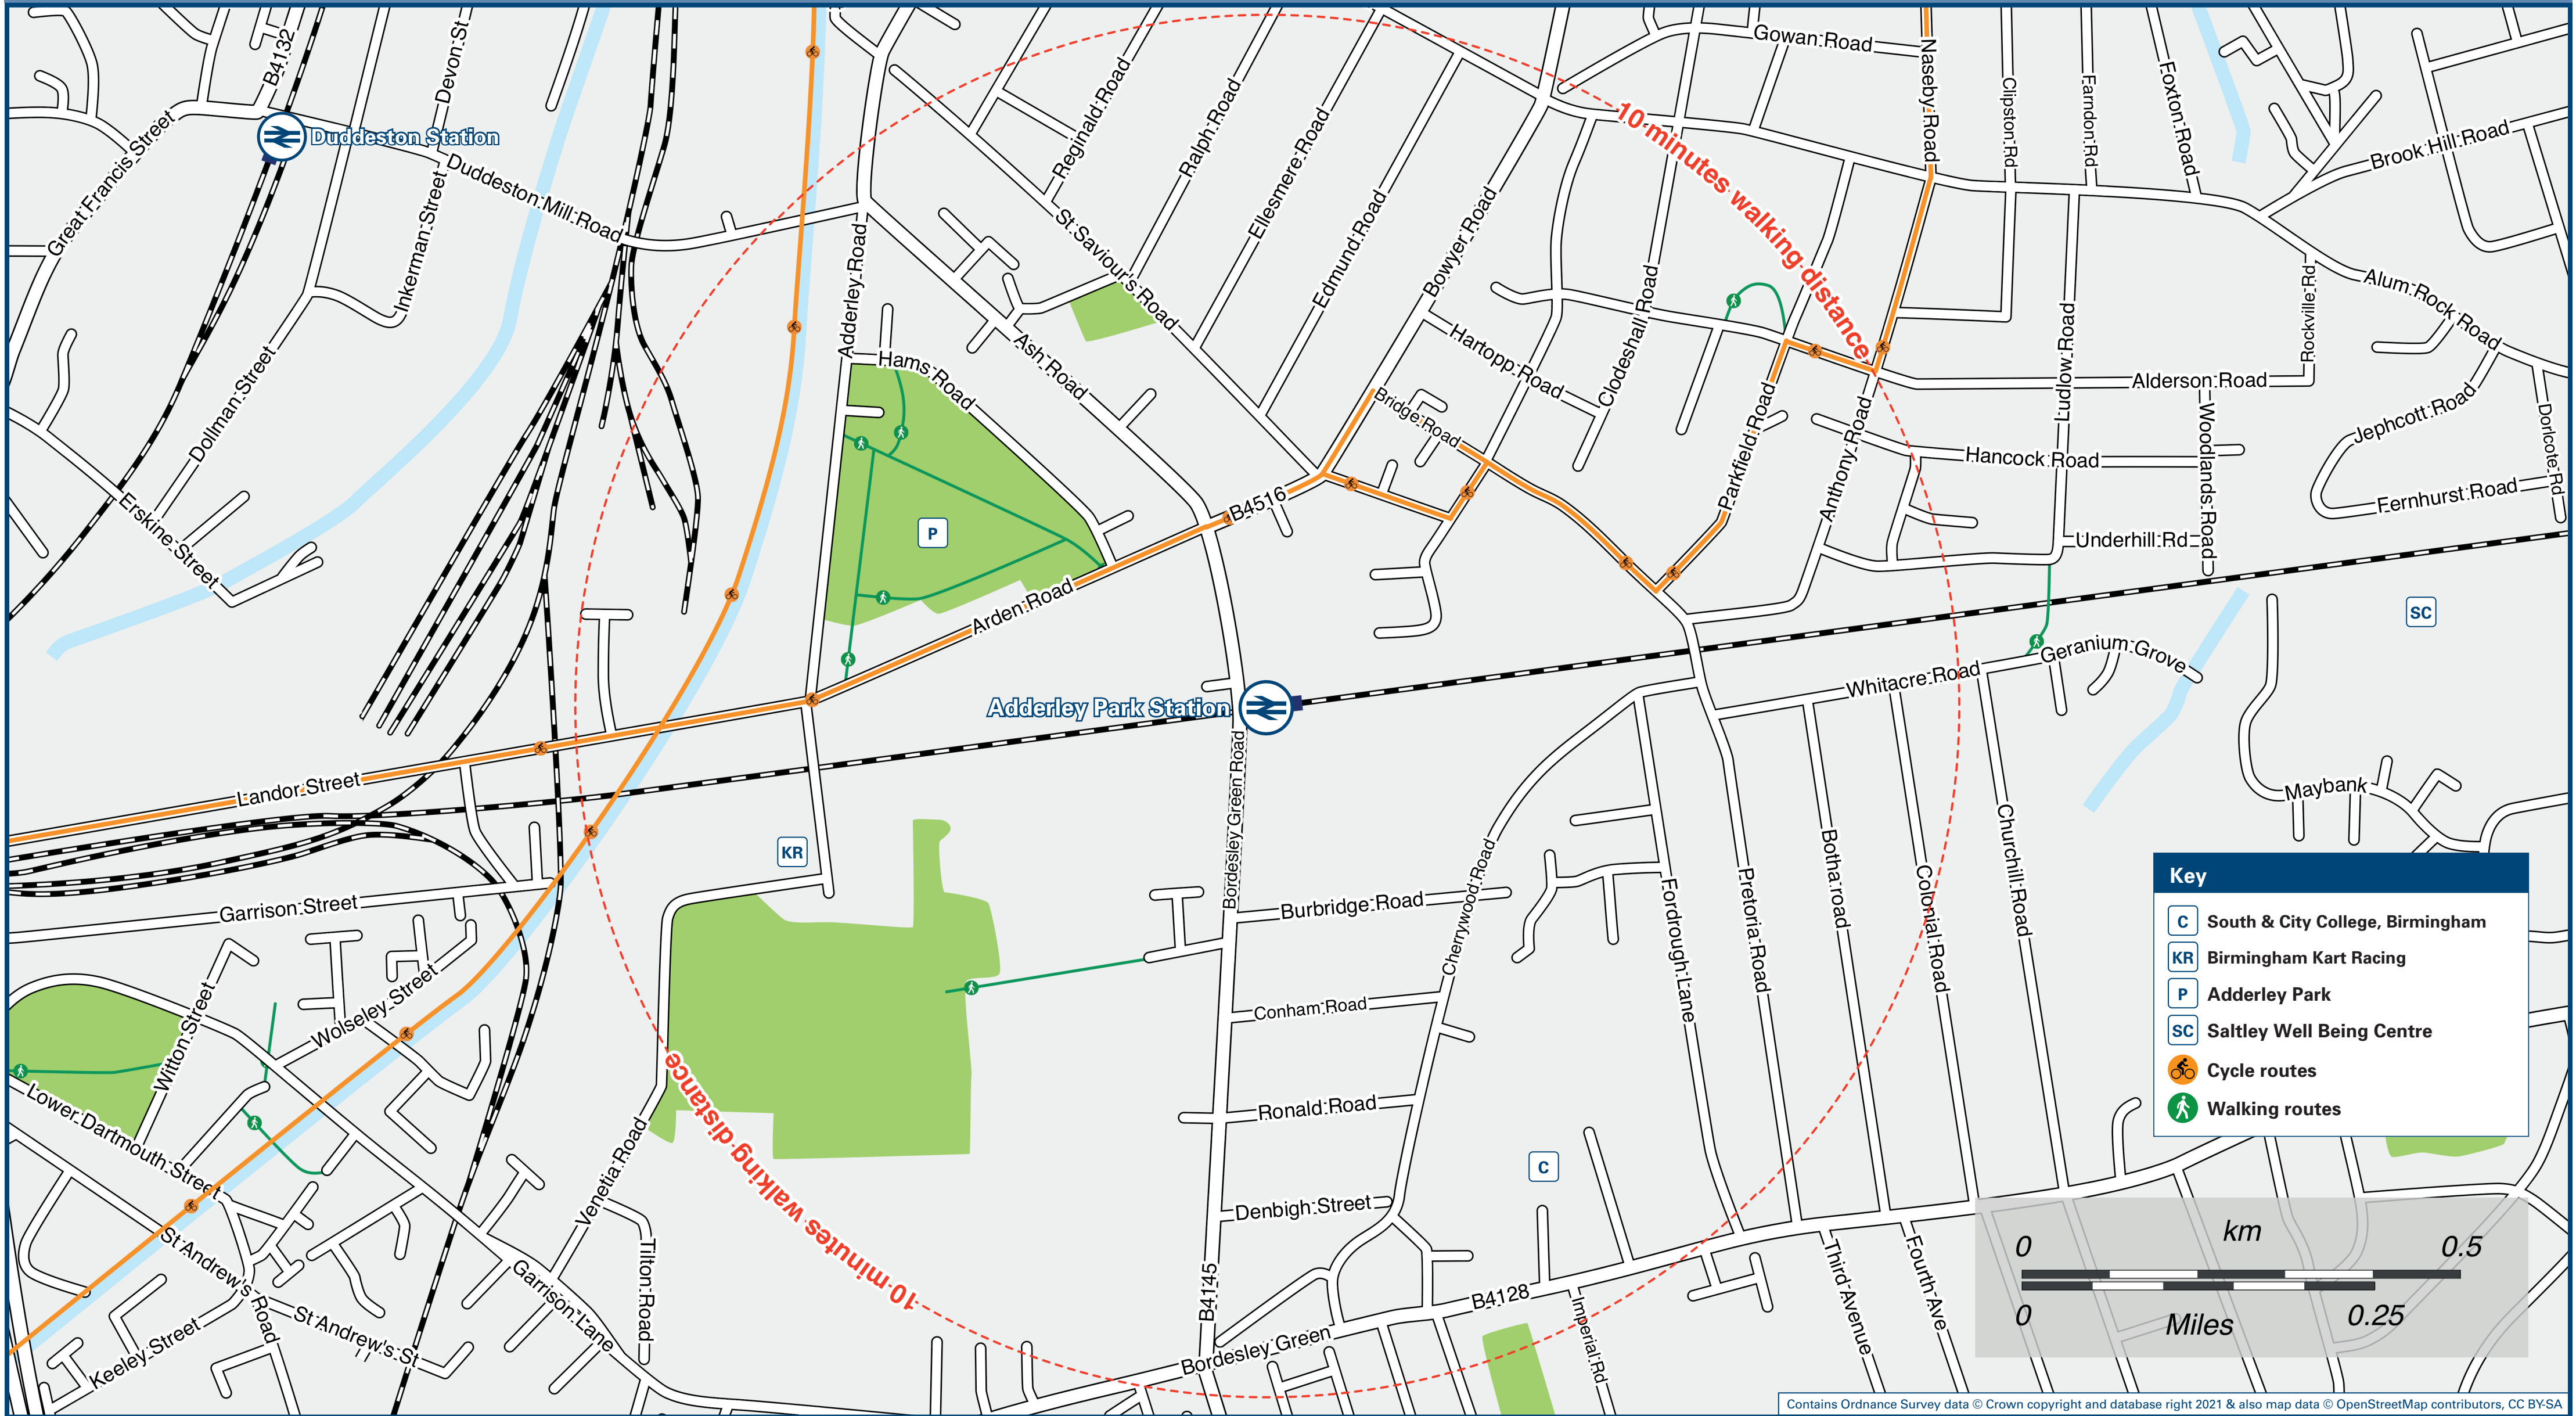 B4132
Devon St
Great Francis Street
Duddeston Station
Duddeston Mill Road
Inkerman Street
Dollman Street
Erskine Street
Adderley Road
Hams Road
Ash Road
St Saviour's Road
Reginald Road
Ralph Road
Ellesmere Road
Edmund Road
Bowyer Road
Hartopp Road
Bridge Road
Clodeshall Road
Gowan Road
10 minutes walking distance
Naseby Road
Clipston Rd
Earndon Rd
Foxton Road
Brook Hill Road
Alum Rock Road
Rockville Rd
Ludlow Road
Alderson Road
Woodlands Road
Jephcott Road
Dorlcote Rd
Fernhurst Road
Hancock Road
Underhill Rd
Anthony Road
Parkfield Road
B4516
P
Arden Road
Adderley Park Station
SC
Geranium Grove
Whitacre Road
Maybank
Landor Street
Garrison Street
KR
Bordesley Green Road
Burbridge Road
Conham Road
Ronald Road
Denbigh Street
Cherrywood Road
Fordrough Lane
Pretoria Road
Botha road
Colonial Road
Churchill Road
C
Witton Street
Wolseley Street
Lower Dartmouth Street
St Andrew's Road
St Andrew's St
Keeley Street
Garrison Lane
Venetia Road
Tilton Road
10 minutes walking distance
B4145
Bordesley Green
B4128
Imperial Rd
Third Avenue
Fourth Ave
Key
C South & City College, Birmingham
KR Birmingham Kart Racing
P Adderley Park
SC Saltley Well Being Centre
Cycle routes
Walking routes
km
0 0.5
0 0.25
Miles
Contains Ordnance Survey data © Crown copyright and database right 2021 & also map data © OpenStreetMap contributors, CC BY-SA